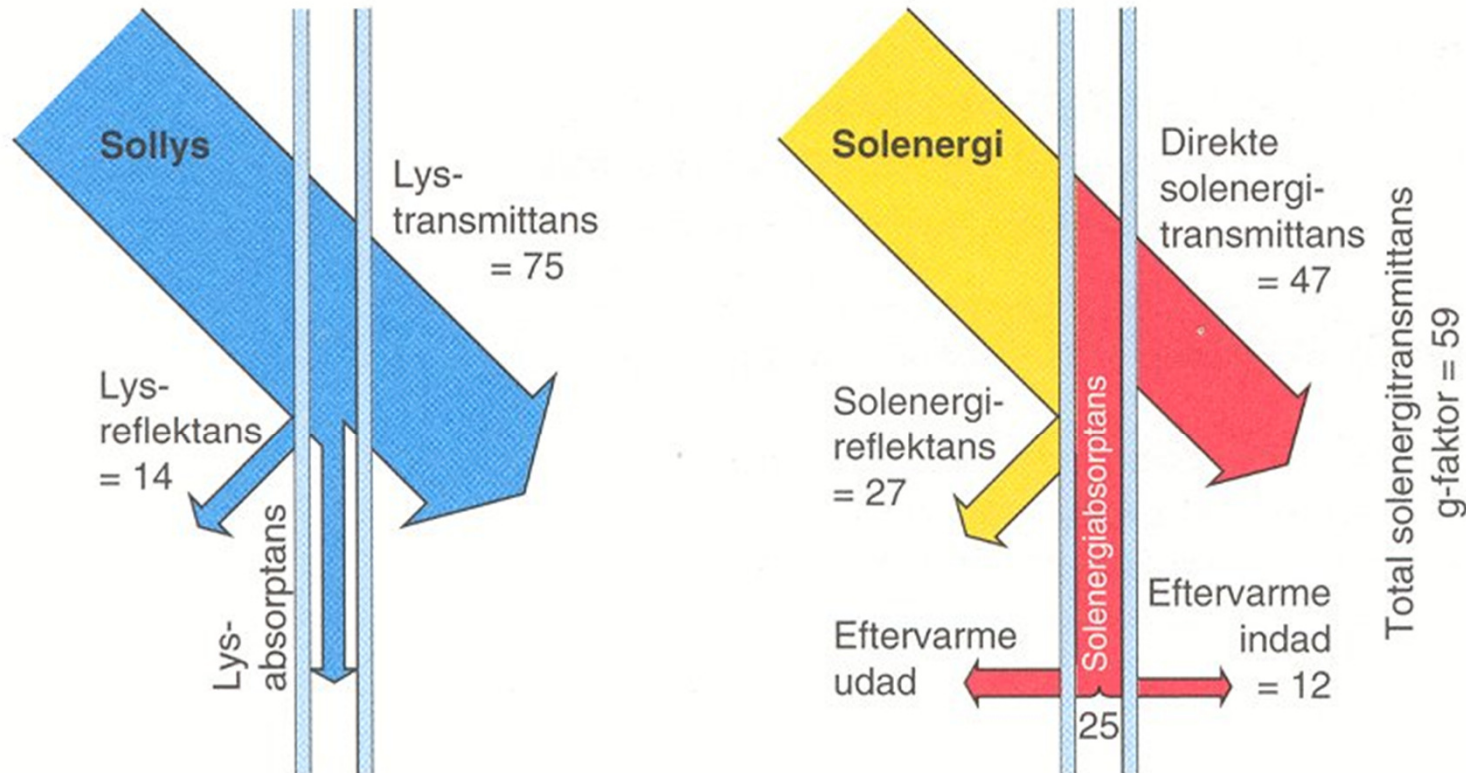 Sollys
Lys-
transmittans
= 75
Lys-
reflektans
= 14
Lys-
absorptans
Solenergi
Direkte
solenergi-
transmittans
= 47
Solenergi-
reflektans
= 27
Solenergiabsorptans
Eftervarme
udad
25
Eftervarme
indad
= 12
Total solenergitransmittans
g-faktor = 59